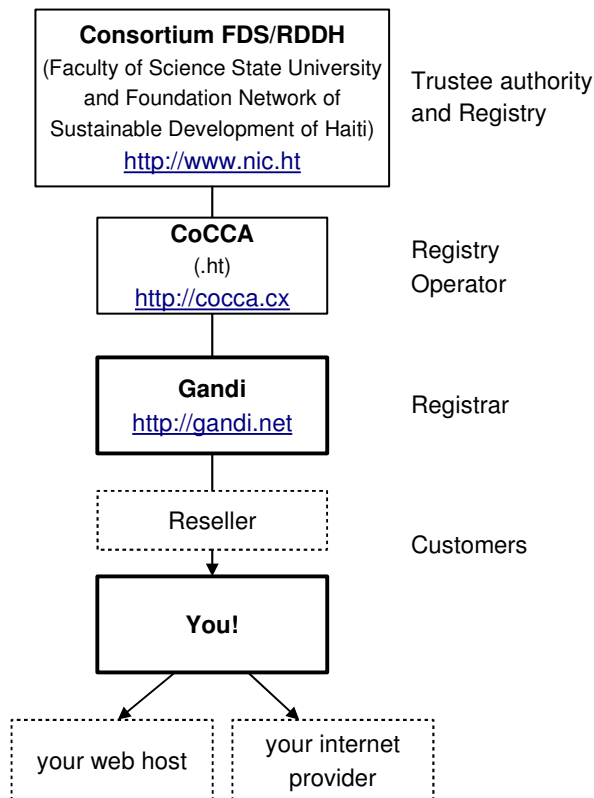 Consortium FDS/RDDH
(Faculty of Science State University
and Foundation Network of
Sustainable Development of Haiti)
http://www.nic.ht
Trustee authority
and Registry
CoCCA
(.ht)
http://cocca.cx
Registry
Operator
Gandi
http://gandi.net
Registrar
Reseller
Customers
You!
your web host
your internet
provider